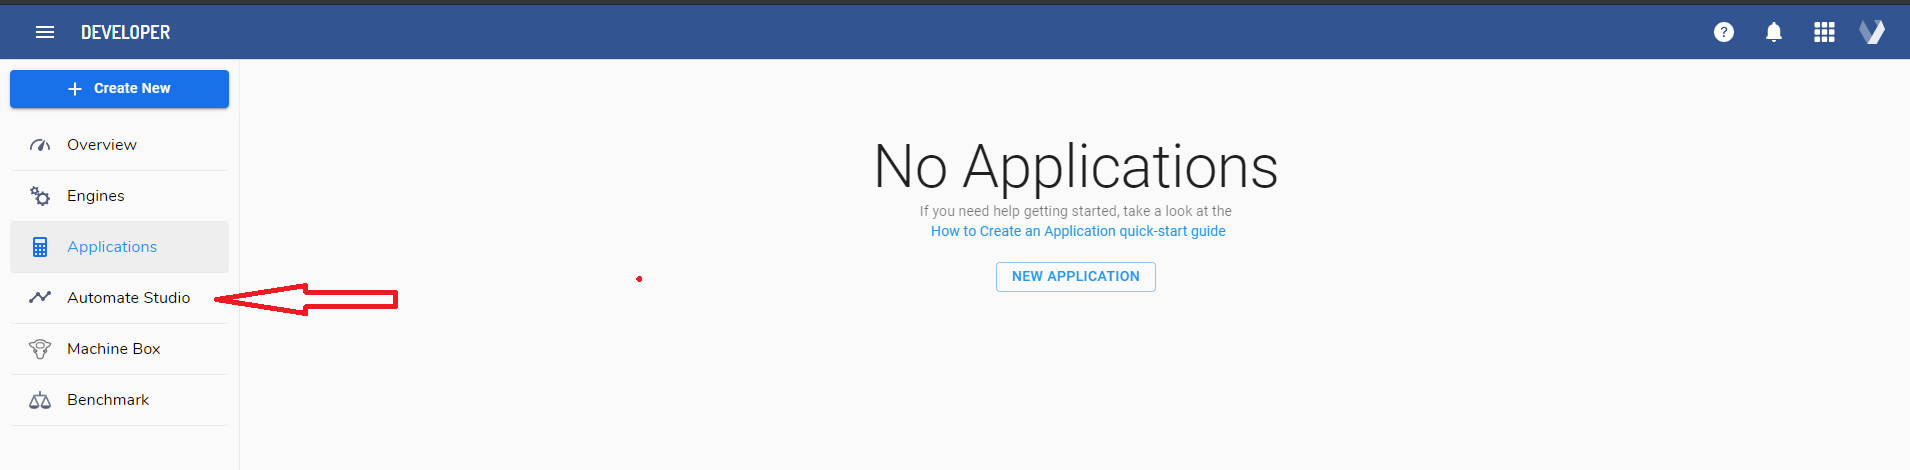 DEVELOPER
Create New
Overview
Engines
Applications
Automate Studio
Machine Box
Benchmark
No Applications
If you need help getting started, take a look at the
How to Create an Application quick-start guide
NEW APPLICATION